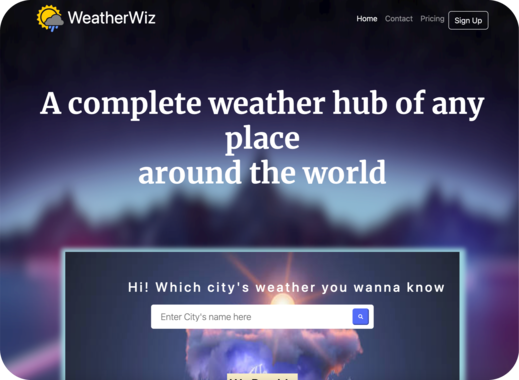 WeatherWiz
Home Contact Pricing Sign Up
A complete weather hub of any
place
around the world
Hi! Which city's weather you wanna know
Enter City's name here